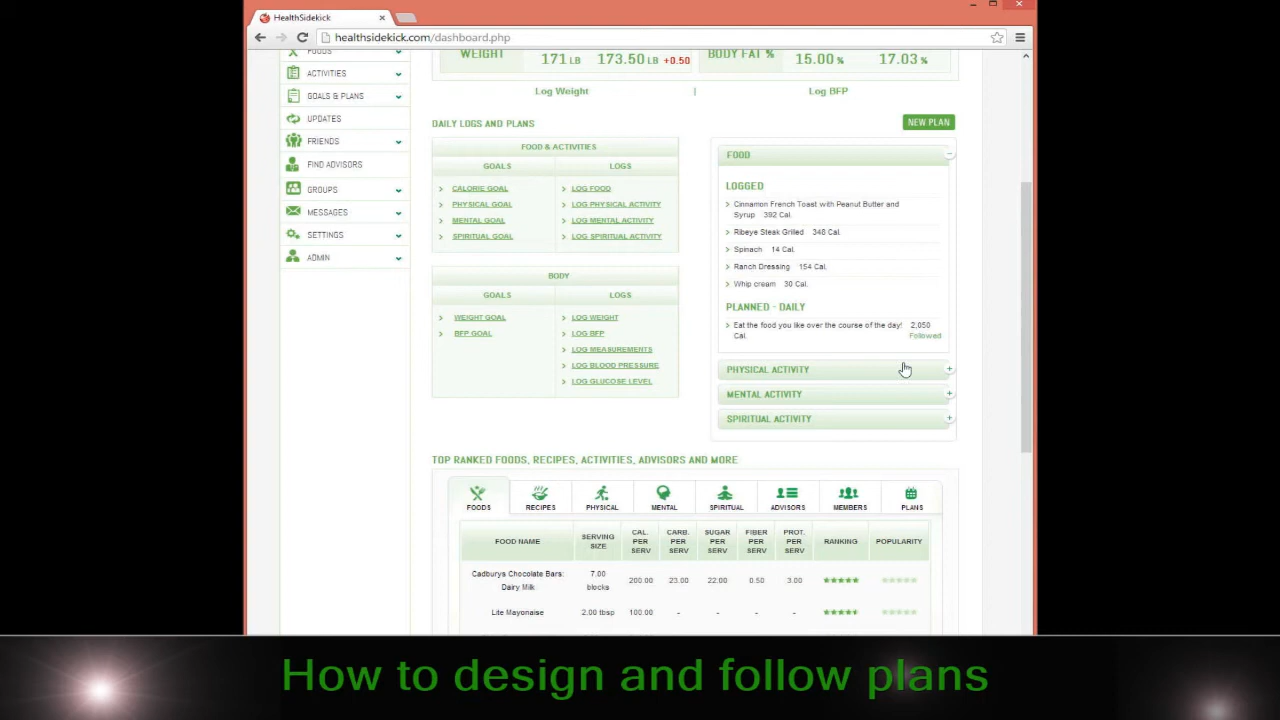 HealthSidekick
healthsidekick.com/dashboard.php
FOODS
ACTIVITIES
GOALS & PLANS
UPDATES
FRIENDS
FIND ADVISORS
GROUPS
MESSAGES
SETTINGS
ADMIN
WEIGHT 171 LB 173.50 LB +0.50
BODY FAT % 15.00 % 17.03 %
Log Weight | Log BFP
DAILY LOGS AND PLANS
NEW PLAN
FOOD & ACTIVITIES
GOALS LOGS
CALORIE GOAL LOG FOOD
PHYSICAL GOAL LOG PHYSICAL ACTIVITY
MENTAL GOAL LOG MENTAL ACTIVITY
SPIRITUAL GOAL LOG SPIRITUAL ACTIVITY
BODY
GOALS LOGS
WEIGHT GOAL LOG WEIGHT
BFP GOAL LOG BFP
LOG MEASUREMENTS
LOG BLOOD PRESSURE
LOG GLUCOSE LEVEL
FOOD
LOGGED
Cinnamon French Toast with Peanut Butter and
Syrup 392 Cal.
Ribeye Steak Grilled 348 Cal.
Spinach 14 Cal.
Ranch Dressing 154 Cal.
Whip cream 30 Cal.
PLANNED - DAILY
Eat the food you like over the course of the day! 2,050
Cal. Followed
PHYSICAL ACTIVITY
MENTAL ACTIVITY
SPIRITUAL ACTIVITY
TOP RANKED FOODS, RECIPES, ACTIVITIES, ADVISORS AND MORE
FOODS RECIPES PHYSICAL MENTAL SPIRITUAL ADVISORS MEMBERS PLANS
FOOD NAME SERVING SIZE CAL. PER SERV CARB. PER SERV SUGAR PER SERV FIBER PER SERV PROT. PER SERV RANKING POPULARITY
Cadburys Chocolate Bars: Dairy Milk 7.00 blocks 200.00 23.00 22.00 0.50 3.00
Lite Mayonaise 2.00 tbsp 100.00 - - - -
How to design and follow plans